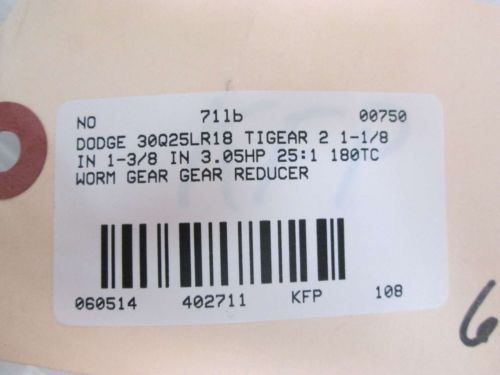 NO 71lb 00750
DODGE 30Q25LR18 TIGEAR 2 1-1/8
IN 1-3/8 IN 3.05HP 25:1 180TC
WORM GEAR GEAR REDUCER
060514 402711 KFP 108
6